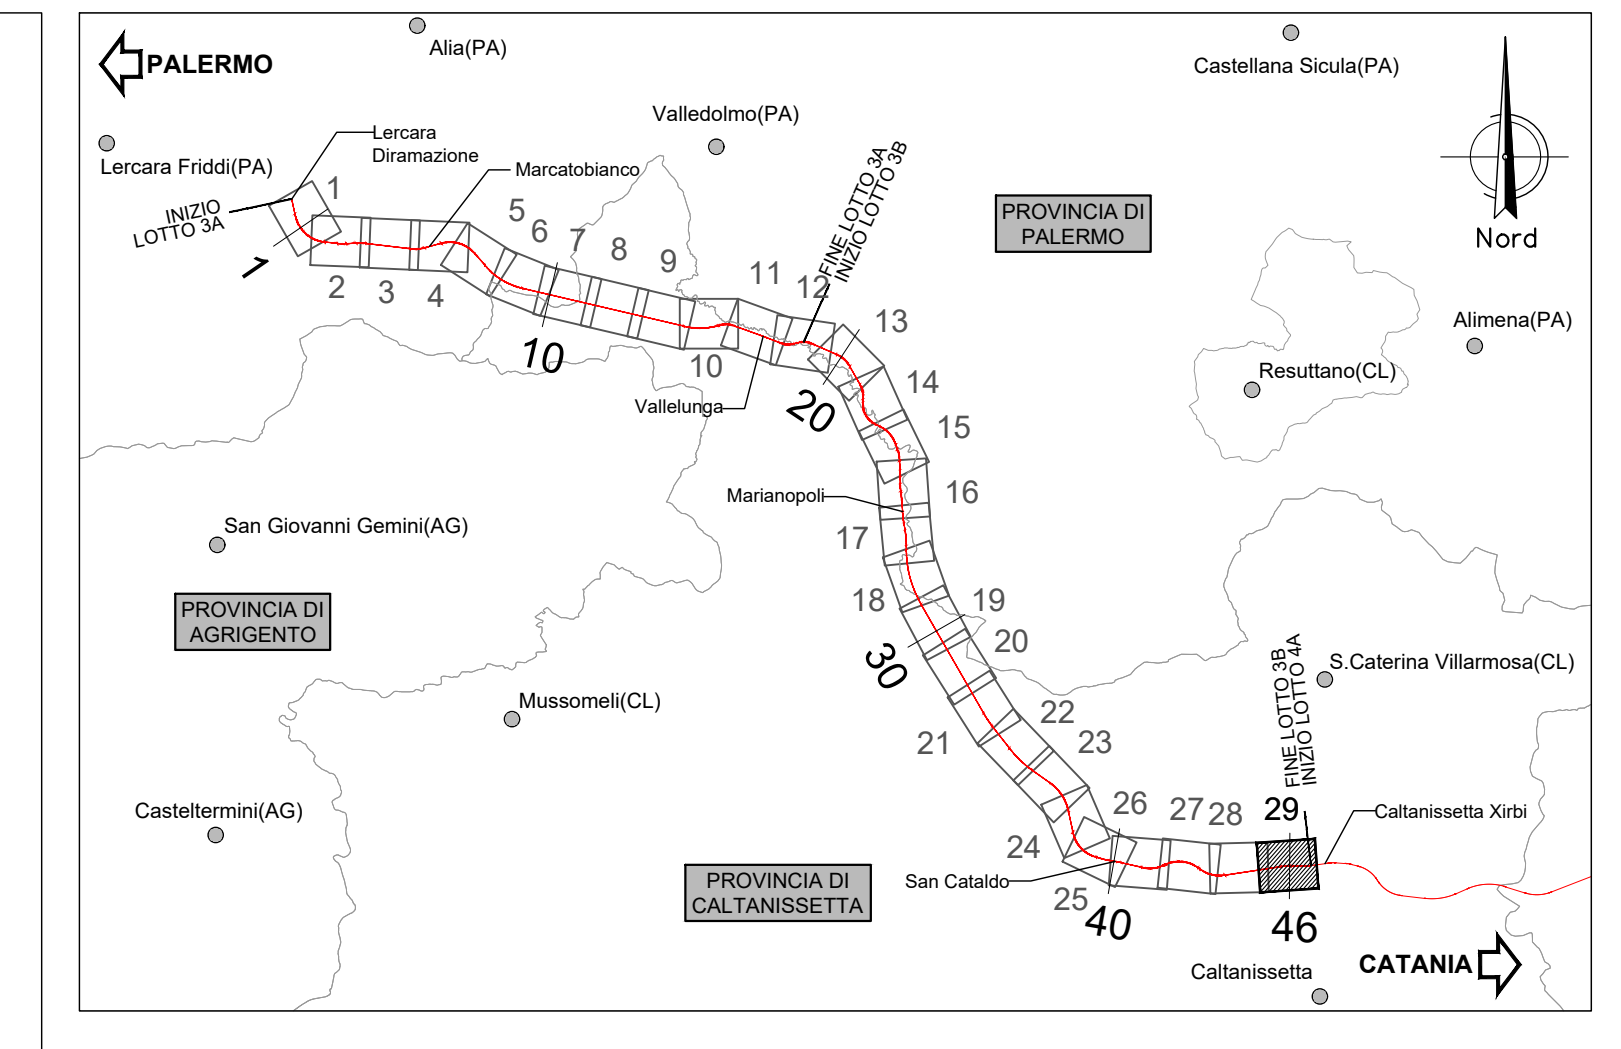 PALERMO
Alia(PA)
Castellana Sicula(PA)
Valledolmo(PA)
Lercara Friddi(PA)
Lercara
Diramazione
Marcatobianco
INIZIO
LOTTO 3A
FINE LOTTO 3A
INIZIO LOTTO 3B
PROVINCIA DI
PALERMO
Nord
1
1
2
3
4
5
6
7
8
9
10
10
11
12
13
20
14
15
16
17
18
19
20
30
21
22
23
24
25
26
27
28
29
40
46
Alimena(PA)
Resuttano(CL)
Vallelunga
Marianopoli
San Giovanni Gemini(AG)
PROVINCIA DI
AGRIGENTO
Mussomeli(CL)
S.Caterina Villarmosa(CL)
FINE LOTTO 3B
INIZIO LOTTO 4A
Casteltermini(AG)
Caltanissetta Xirbi
San Cataldo
PROVINCIA DI
CALTANISSETTA
Caltanissetta
CATANIA